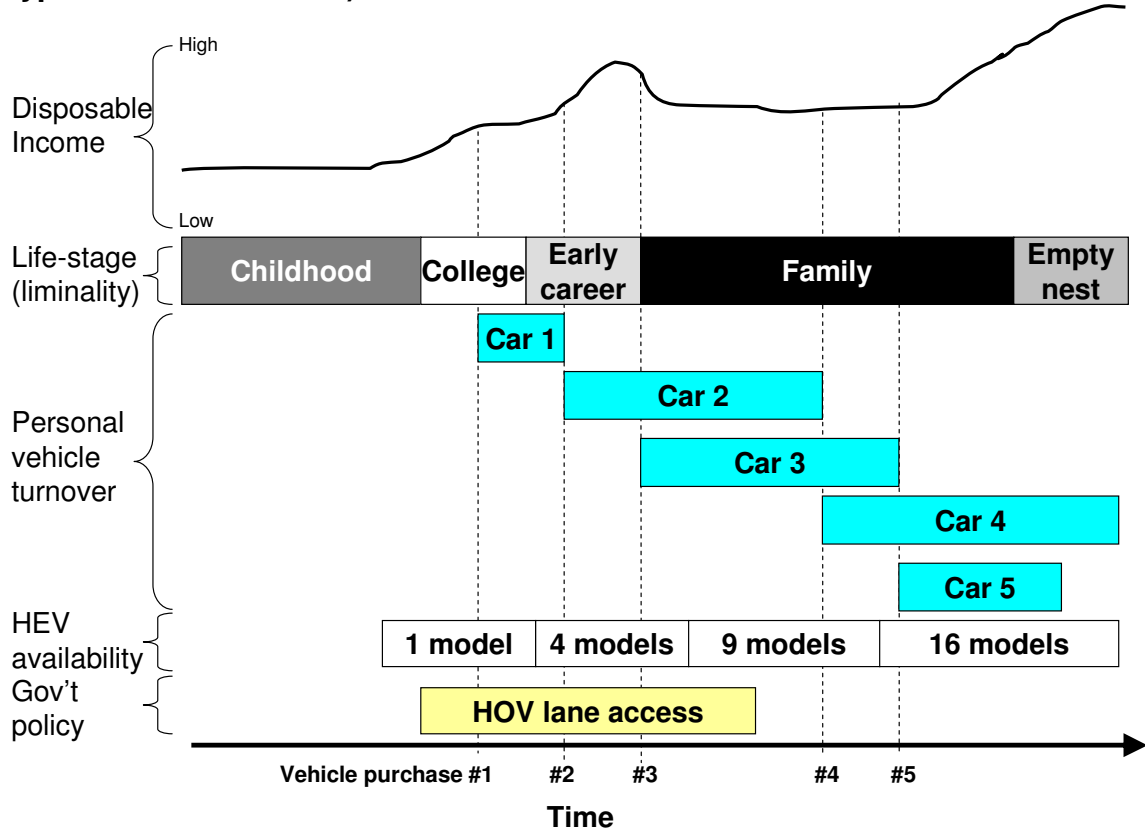 High
Disposable
Income
Low
Life-stage
(liminality)
Childhood
College
Early
career
Family
Empty
nest
Car 1
Car 2
Personal
vehicle
turnover
Car 3
Car 4
Car 5
HEV
availability
1 model
4 models
9 models
16 models
Gov't
policy
HOV lane access
Vehicle purchase #1
#2
#3
#4
#5
Time